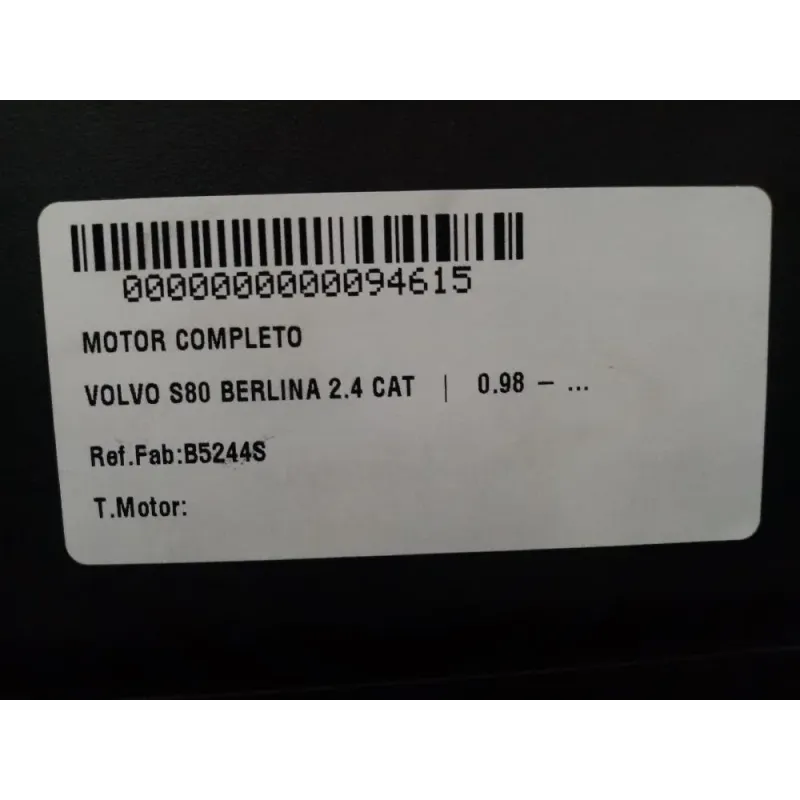 0000000000094615
MOTOR COMPLETO
VOLVO S80 BERLINA 2.4 CAT | 0.98 – ...
Ref.Fab:B5244S
T.Motor: